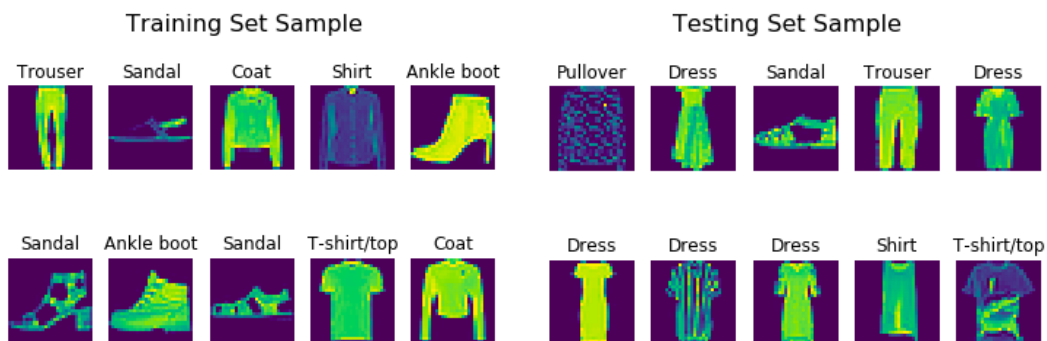 Training Set Sample
Trouser Sandal Coat Shirt Ankle boot
Sandal Ankle boot Sandal T-shirt/top Coat
Testing Set Sample
Pullover Dress Sandal Trouser Dress
Dress Dress Dress Shirt T-shirt/top